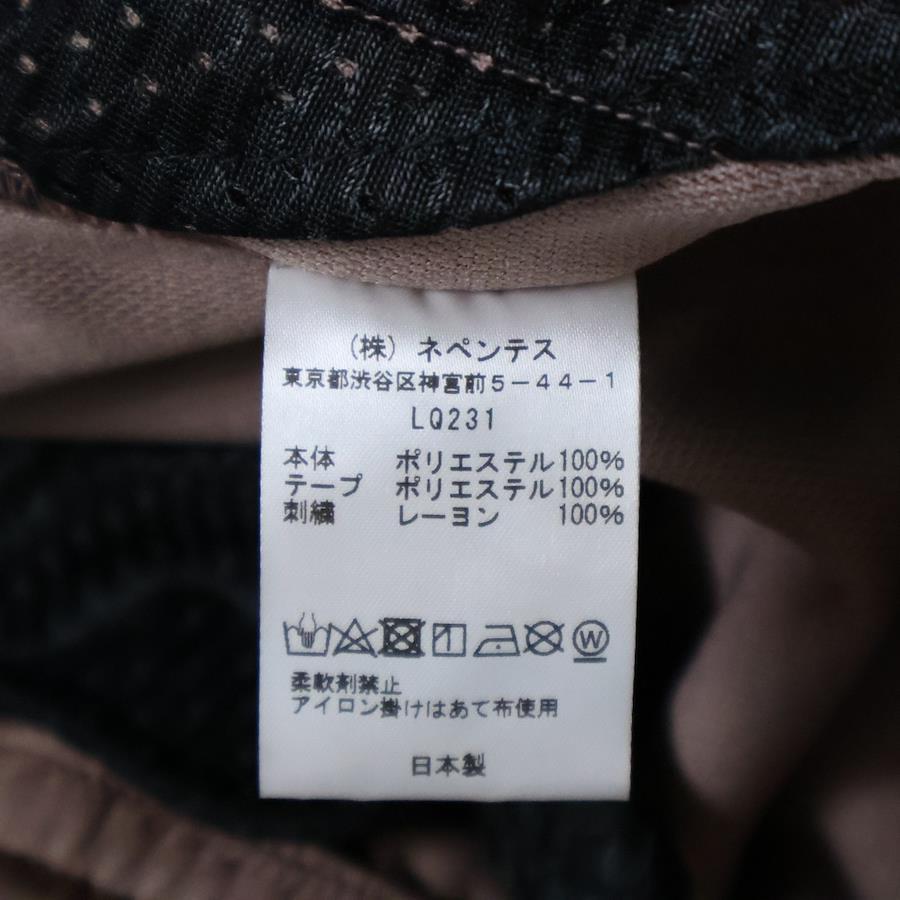 (株) ネペンテス
東京都渋谷区神宮前5-44-1
LQ231
本体 ポリエステル100%
テープ ポリエステル100%
刺繍 レーヨン 100%
W
柔軟剤禁止
アイロン掛けはあて布使用
日本製